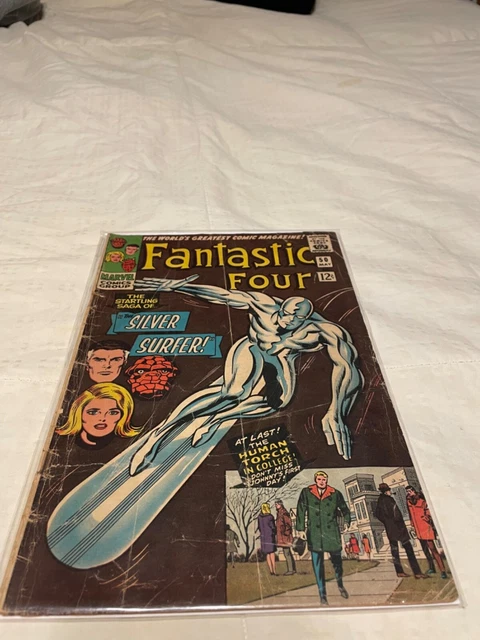 THE WORLD'S GREATEST COMIC MAGAZINE!
Fantastic
Four
MARVEL
COMICS
GROUP
50
MAY
12¢
THE
STARTLING
SAGA OF
THE
SILVER
SURFER!
AT LAST!
THE
HUMAN
TORCH
IN COLLEGE!
DON'T MISS
JOHNNY'S FIRST
DAY!